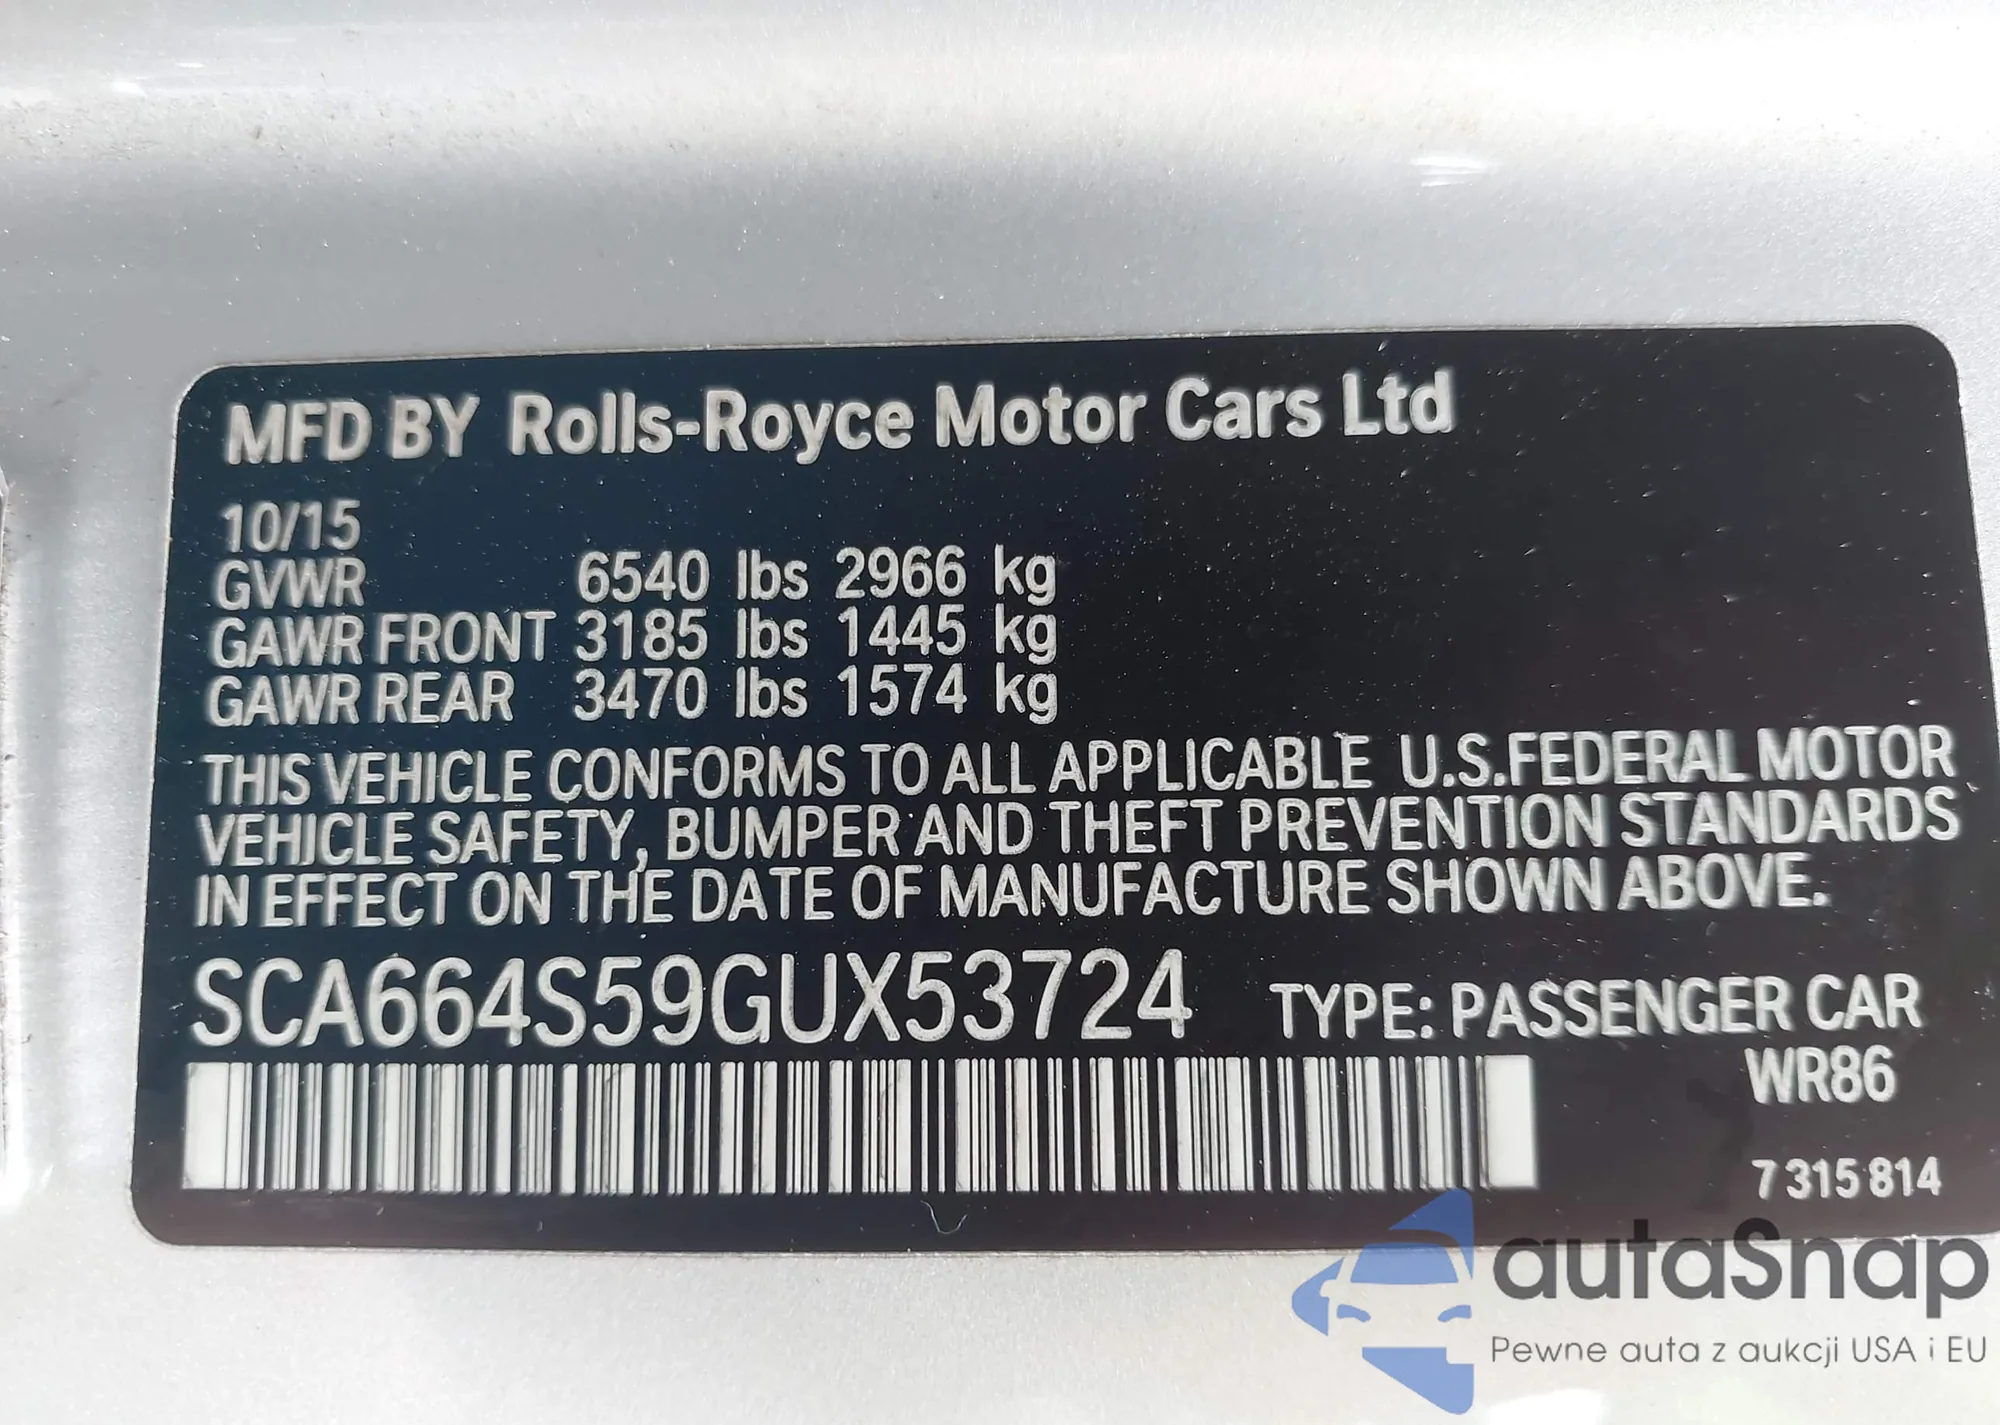 MFD BY Rolls-Royce Motor Cars Ltd
10/15
GVWR 6540 lbs 2966 kg
GAWR FRONT 3185 lbs 1445 kg
GAWR REAR 3470 lbs 1574 kg
THIS VEHICLE CONFORMS TO ALL APPLICABLE U.S.FEDERAL MOTOR
VEHICLE SAFETY, BUMPER AND THEFT PREVENTION STANDARDS
IN EFFECT ON THE DATE OF MANUFACTURE SHOWN ABOVE.
SCA664S59GUX53724 TYPE: PASSENGER CAR
WR86
7 315 814
autaSnap
Pewne auta z aukcji USA i EU